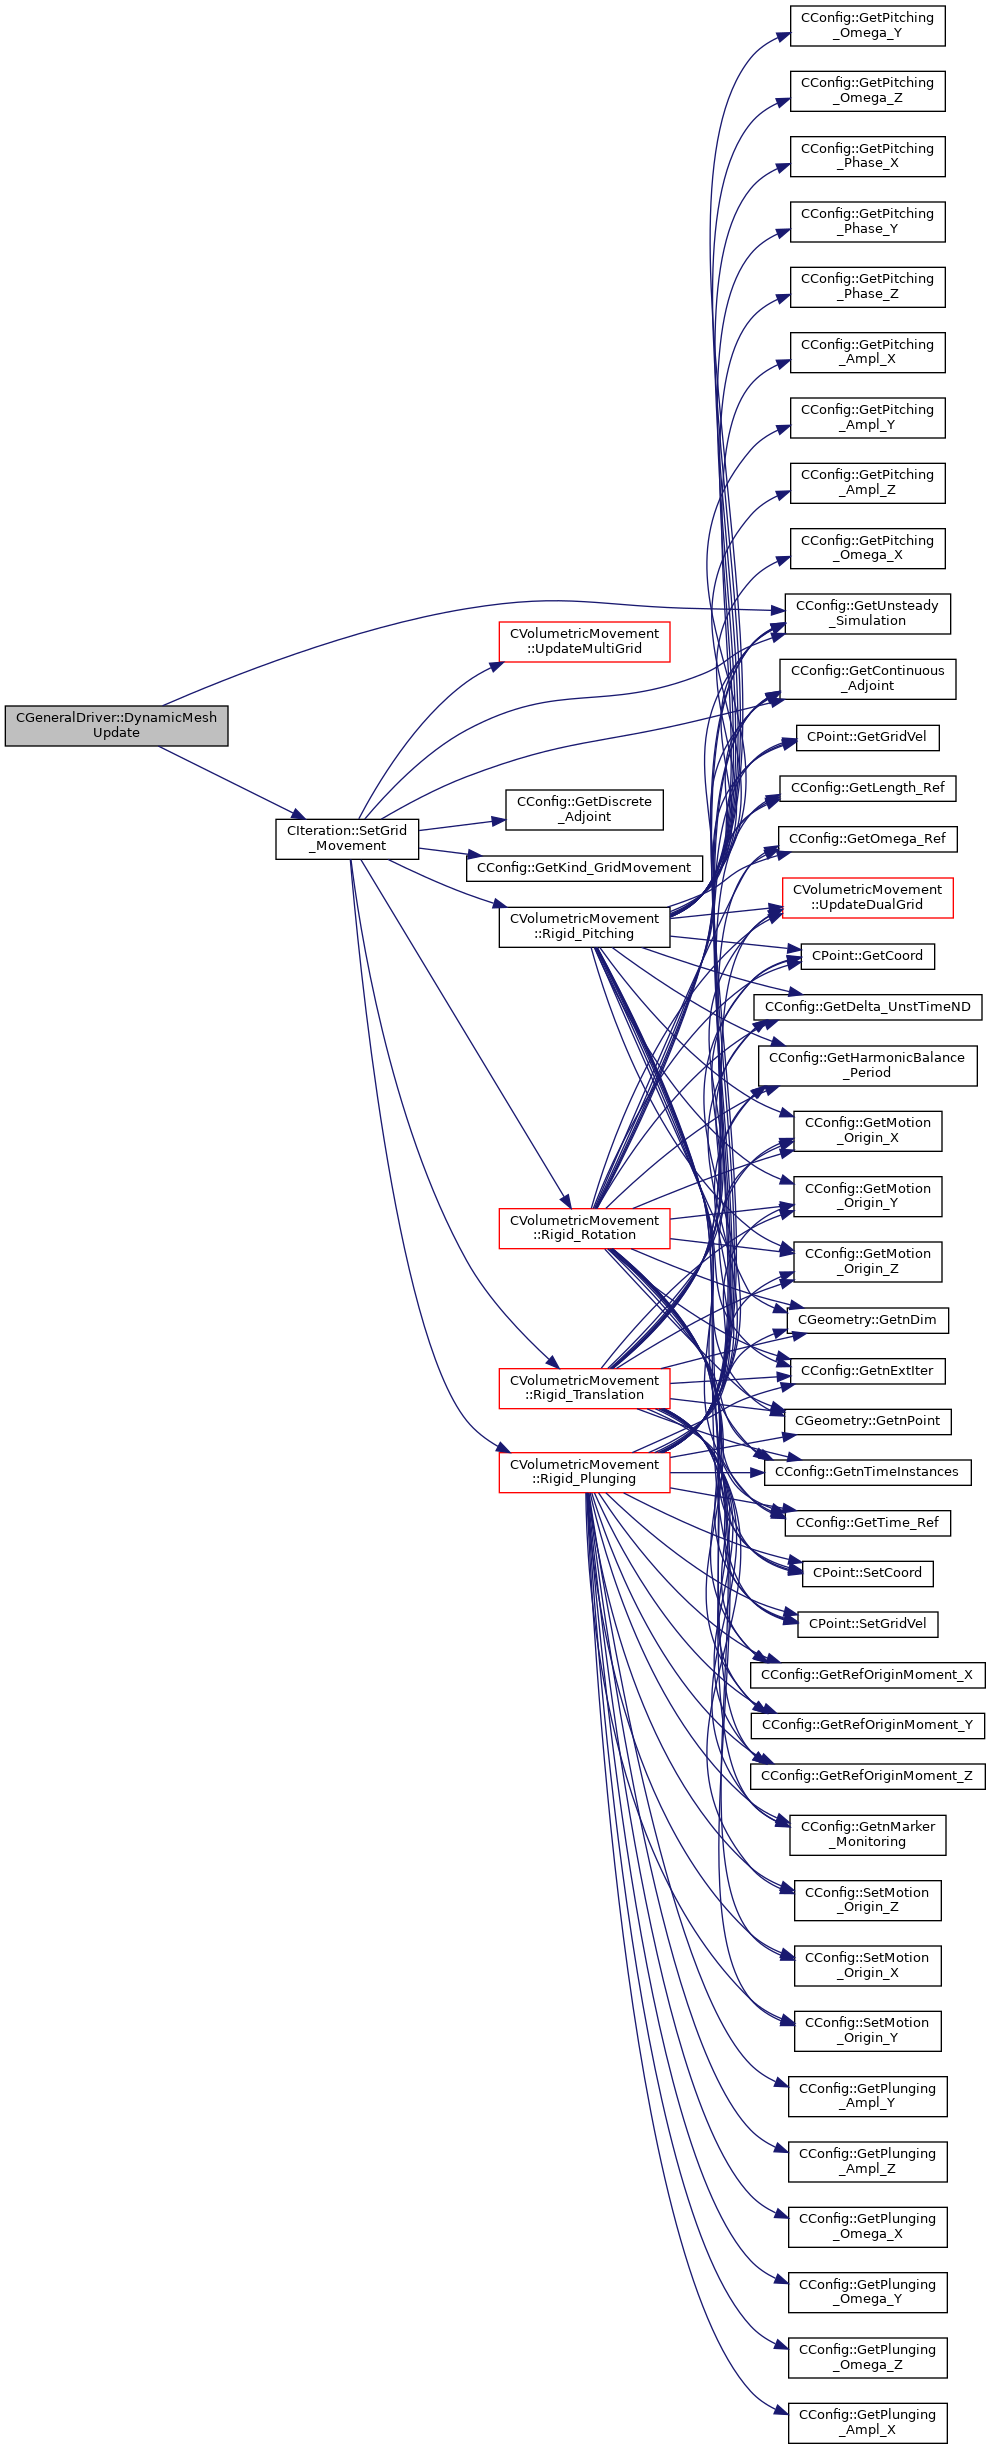 CGeneralDriver::DynamicMesh
Update
CIteration::SetGrid
_Movement
CVolumetricMovement
::UpdateMultiGrid
CConfig::GetDiscrete
_Adjoint
CConfig::GetKind_GridMovement
CVolumetricMovement
::Rigid_Pitching
CVolumetricMovement
::Rigid_Rotation
CVolumetricMovement
::Rigid_Translation
CVolumetricMovement
::Rigid_Plunging
CConfig::GetPitching
_Omega_Y
CConfig::GetPitching
_Omega_Z
CConfig::GetPitching
_Phase_X
CConfig::GetPitching
_Phase_Y
CConfig::GetPitching
_Phase_Z
CConfig::GetPitching
_Ampl_X
CConfig::GetPitching
_Ampl_Y
CConfig::GetPitching
_Ampl_Z
CConfig::GetPitching
_Omega_X
CConfig::GetUnsteady
_Simulation
CConfig::GetContinuous
_Adjoint
CPoint::GetGridVel
CConfig::GetLength_Ref
CConfig::GetOmega_Ref
CVolumetricMovement
::UpdateDualGrid
CPoint::GetCoord
CConfig::GetDelta_UnstTimeND
CConfig::GetHarmonicBalance
_Period
CConfig::GetMotion
_Origin_X
CConfig::GetMotion
_Origin_Y
CConfig::GetMotion
_Origin_Z
CGeometry::GetnDim
CConfig::GetnExtIter
CGeometry::GetnPoint
CConfig::GetnTimeInstances
CConfig::GetTime_Ref
CPoint::SetCoord
CPoint::SetGridVel
CConfig::GetRefOriginMoment_X
CConfig::GetRefOriginMoment_Y
CConfig::GetRefOriginMoment_Z
CConfig::GetnMarker
_Monitoring
CConfig::SetMotion
_Origin_Z
CConfig::SetMotion
_Origin_X
CConfig::SetMotion
_Origin_Y
CConfig::GetPlunging
_Ampl_Y
CConfig::GetPlunging
_Ampl_Z
CConfig::GetPlunging
_Omega_X
CConfig::GetPlunging
_Omega_Y
CConfig::GetPlunging
_Omega_Z
CConfig::GetPlunging
_Ampl_X